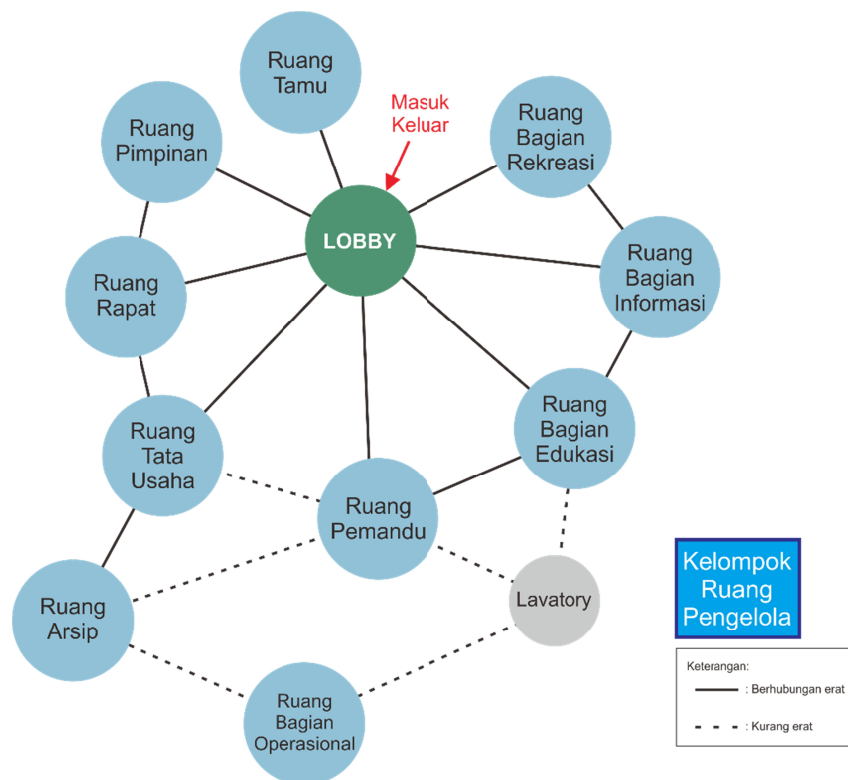 Ruang
Tamu
Masuk
Keluar
Ruang
Pimpinan
Ruang
Bagian
Rekreasi
LOBBY
Ruang
Rapat
Ruang
Bagian
Informasi
Ruang
Tata
Usaha
Ruang
Bagian
Edukasi
Ruang
Pemandu
Ruang
Arsip
Lavatory
Kelompok
Ruang
Pengelola
Ruang
Bagian
Operasional
Keterangan:
: Berhubungan erat
: Kurang erat